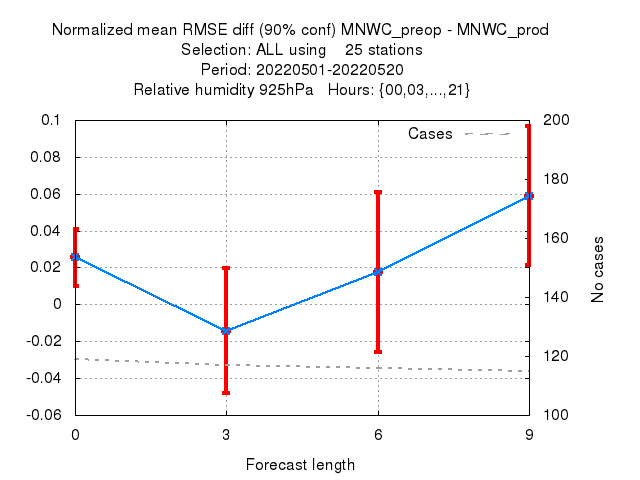 Normalized mean RMSE diff (90% conf) MNWC_preop - MNWC_prod
Selection: ALL using    25 stations
Period: 20220501-20220520
Relative humidity 925hPa   Hours: {00,03,...,21}
Cases
0.1
0.08
0.06
0.04
0.02
0
-0.02
-0.04
-0.06
200
180
160
140
120
100
No cases
0 3 6 9
Forecast length